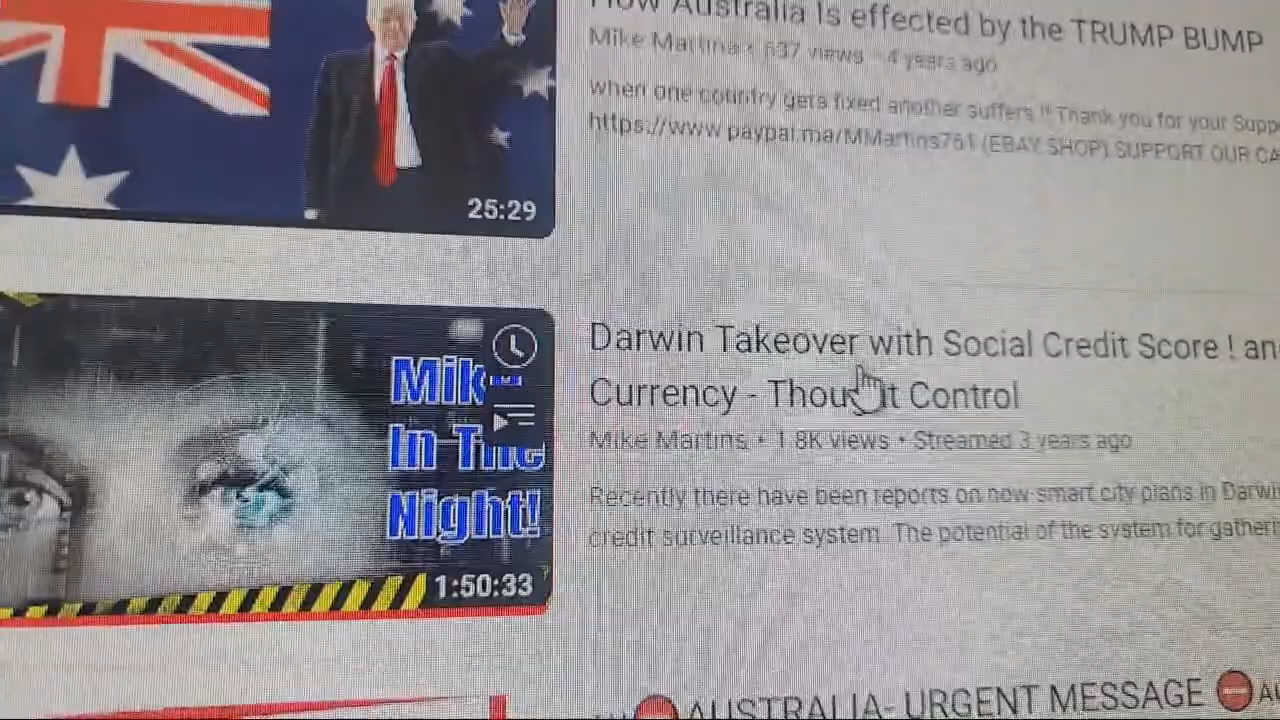 How Australia Is effected by the TRUMP BUMP
Mike Martins • 637 views • 4 years ago
when one country gets fixed another suffers !! Thank you for your Supp
https://www.paypal.me/MMartins761 (EBAY SHOP) SUPPORT OUR CA
25:29
Mik
In The
Night!
1:50:33
Darwin Takeover with Social Credit Score ! an
Currency - Thou t Control
Mike Martins • 1.8K views • Streamed 3 years ago
Recently there have been reports on new smart city plans in Darwi
credit surveillance system. The potential of the system for gatheri
AUSTRALIA- URGENT MESSAGE AU